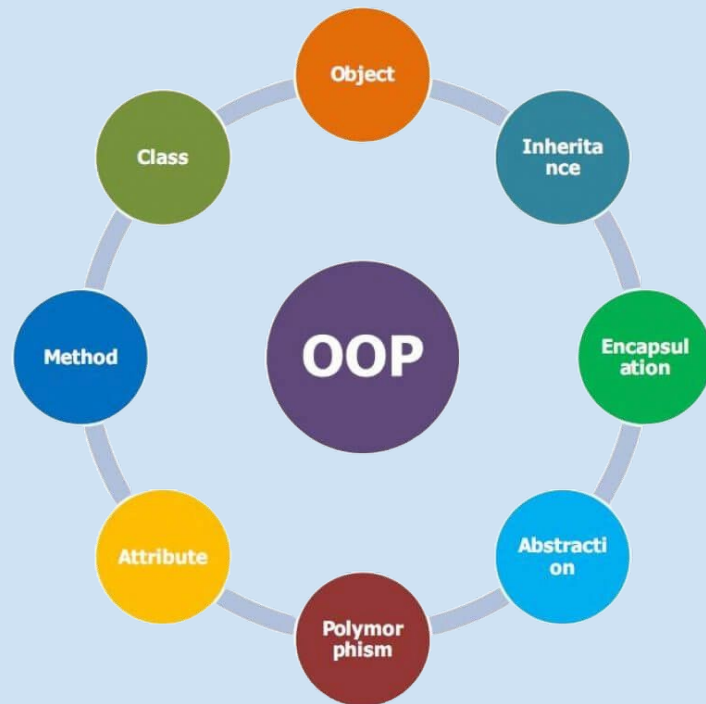 Object
Inherita
nce
Encapsul
ation
Abstracti
on
Polymor
phism
Attribute
Method
Class
OOP